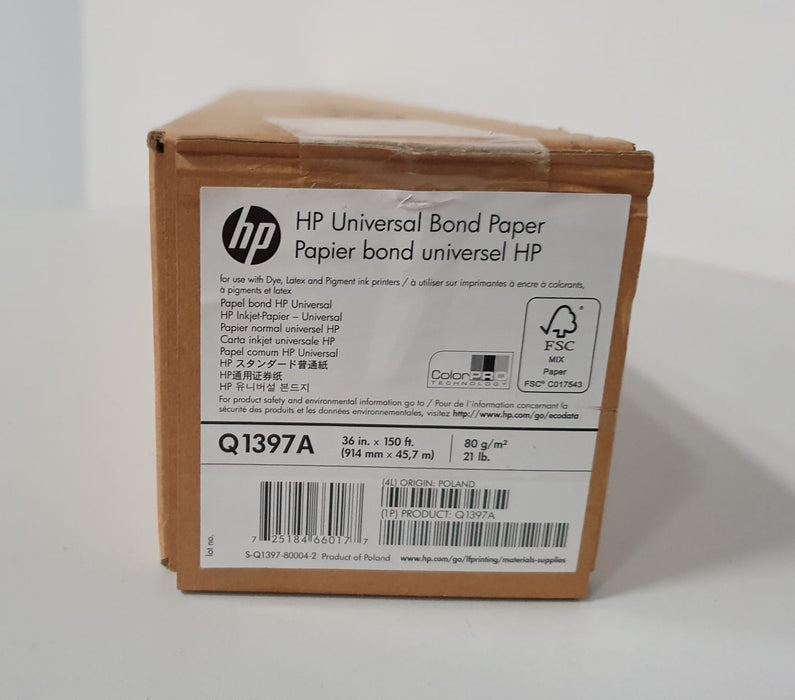 hp
HP Universal Bond Paper
Papier bond universel HP
for use with Dye, Latex and Pigment ink printers / à utiliser sur imprimantes à encre à colorants,
à pigments et latex
Papel bond HP Universal
HP Inkjet-Papier – Universal
Papier normal universel HP
Carta inkjet universale HP
Papel comum HP Universal
HP スタンダード普通紙
HP通用证券纸
HP 유니버설 본드지
ColorPRO
TECHNOLOGY
®
FSC
MIX
Paper
FSC® C017543
For product safety and environmental information go to / Pour de l'information concernant la
sécurité des produits et les données environnementales, visitez http://www.hp.com/go/ecodata
Q1397A
36 in. x 150 ft.
(914 mm x 45,7 m)
80 g/m²
21 lb.
(4L) ORIGIN: POLAND
(1P) PRODUCT: Q1397A
7 25184 66017 7
lot no.
S-Q1397-80004-2 Product of Poland www.hp.com/go/lfprinting/materials-supplies